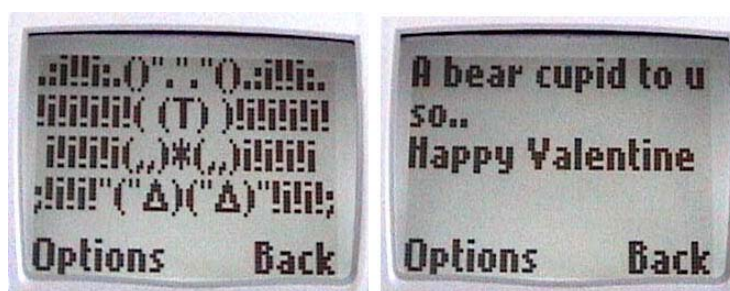 .:i!!i:.()"."."().:i!!i:.
!i!i!i!i!( (T) )!i!i!i!i!
i!i!i!i(,,)*(,,)i!i!i!i
;!i!i!"("Δ)("Δ)"!i!i!;
Options Back
A bear cupid to u
so..
Happy Valentine
Options Back